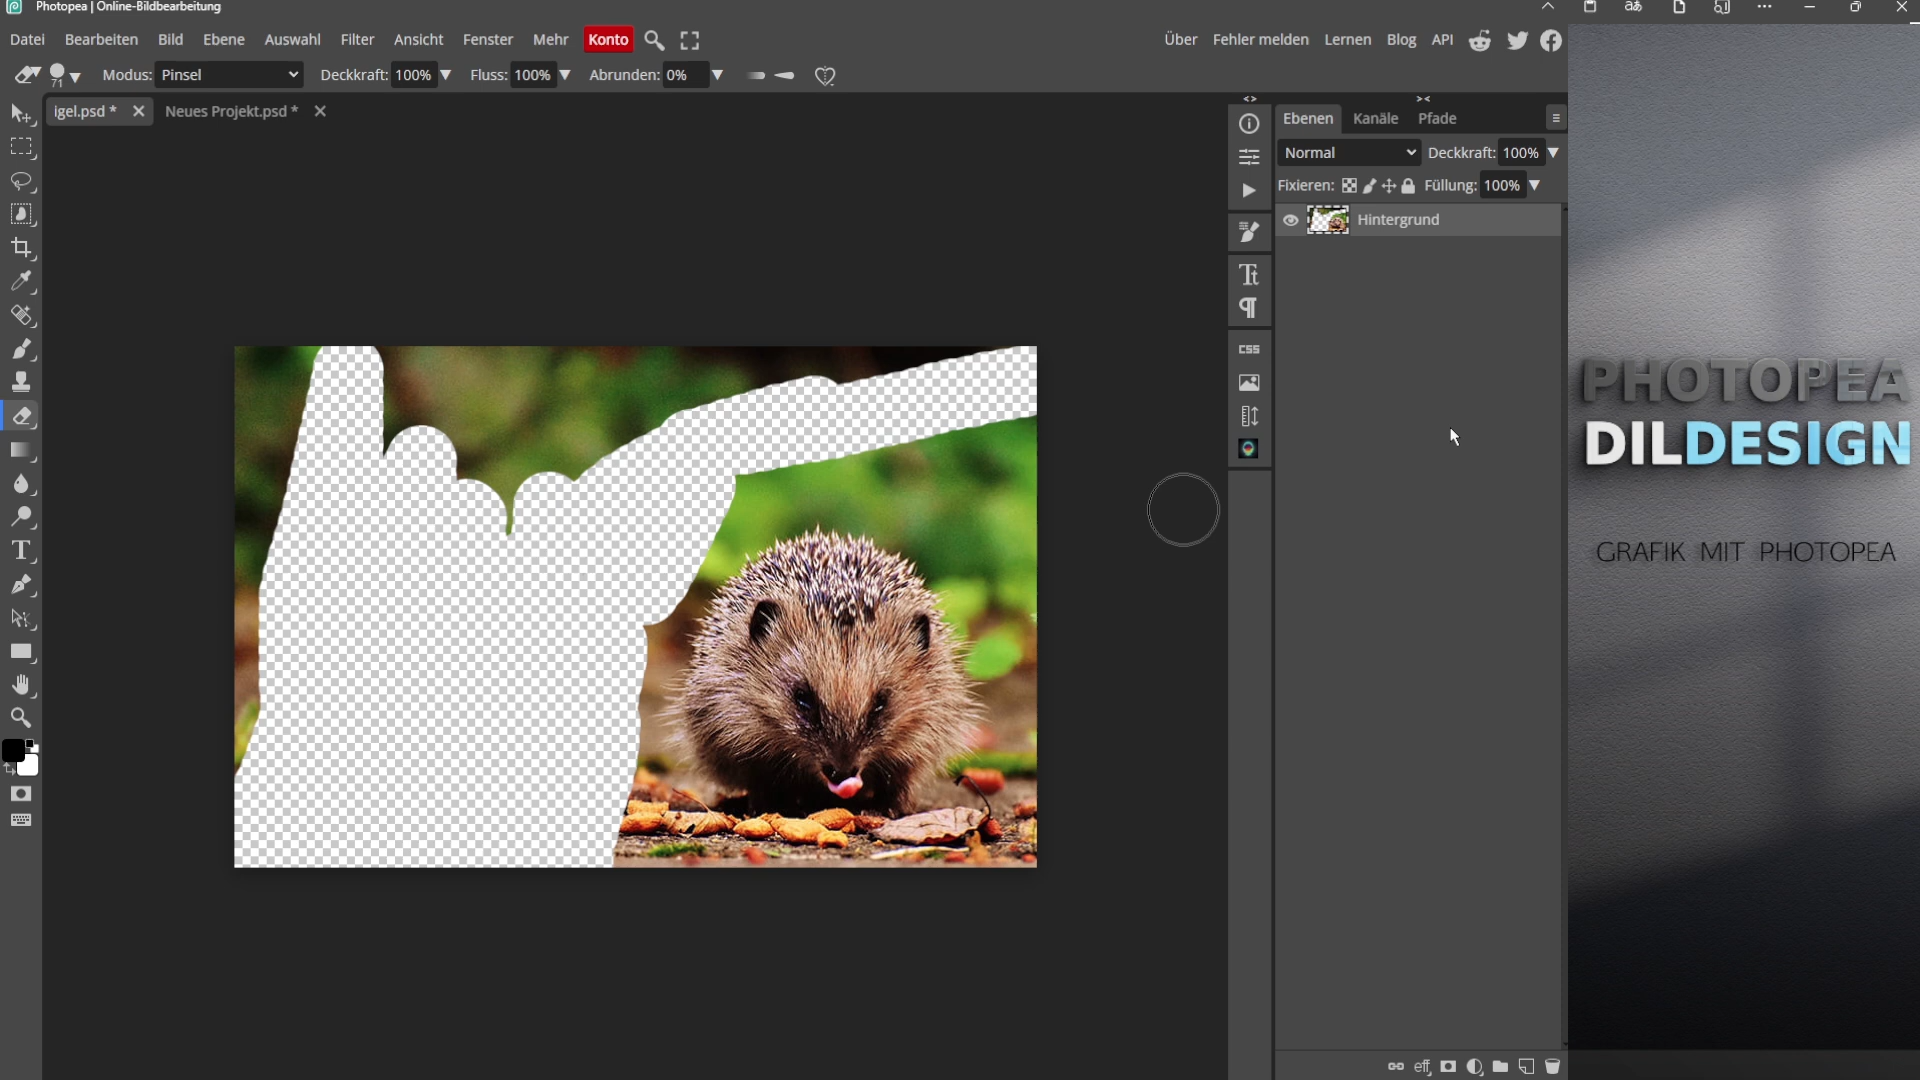 Photopea | Online-Bildbearbeitung
Datei Bearbeiten Bild Ebene Auswahl Filter Ansicht Fenster Mehr Konto Über Fehler melden Lernen Blog API
71 Modus: Pinsel Deckkraft: 100% Fluss: 100% Abrunden: 0%
igel.psd * Neues Projekt.psd *
Ebenen Kanäle Pfade
Normal Deckkraft: 100%
Fixieren: Füllung: 100%
Hintergrund
CSS
PHOTOPEA
DILDESIGN
GRAFIK MIT PHOTOPEA
eff